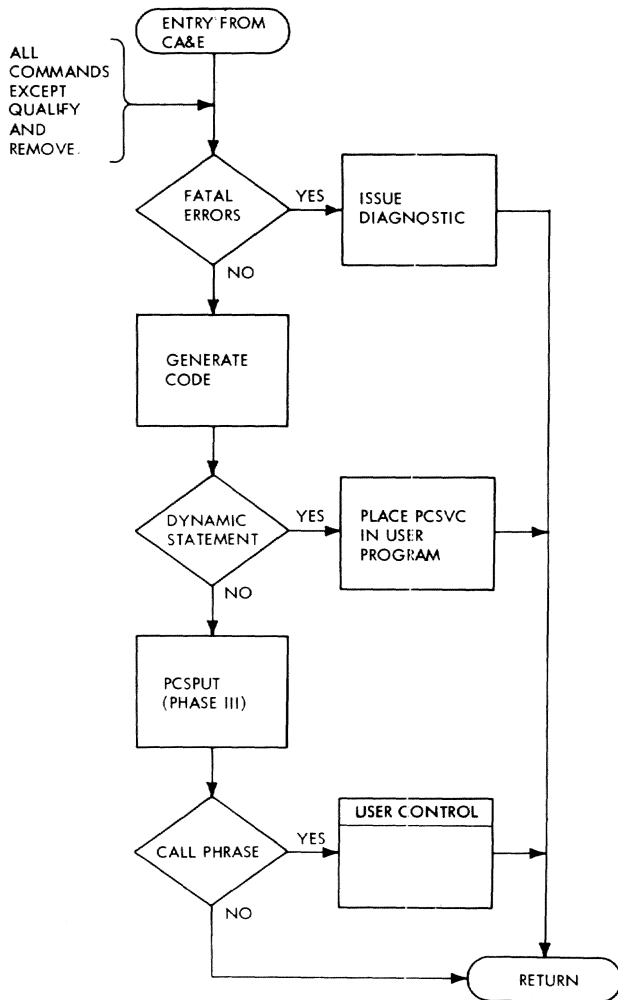 ENTRY FROM
CA&E
ALL
COMMANDS
EXCEPT
QUALIFY
AND
REMOVE.
FATAL
ERRORS
YES
ISSUE
DIAGNOSTIC
NO
GENERATE
CODE
DYNAMIC
STATEMENT
YES
PLACE PCSVC
IN USER
PROGRAM
NO
PCSPUT
(PHASE III)
CALL PHRASE
YES
USER CONTROL
NO
RETURN